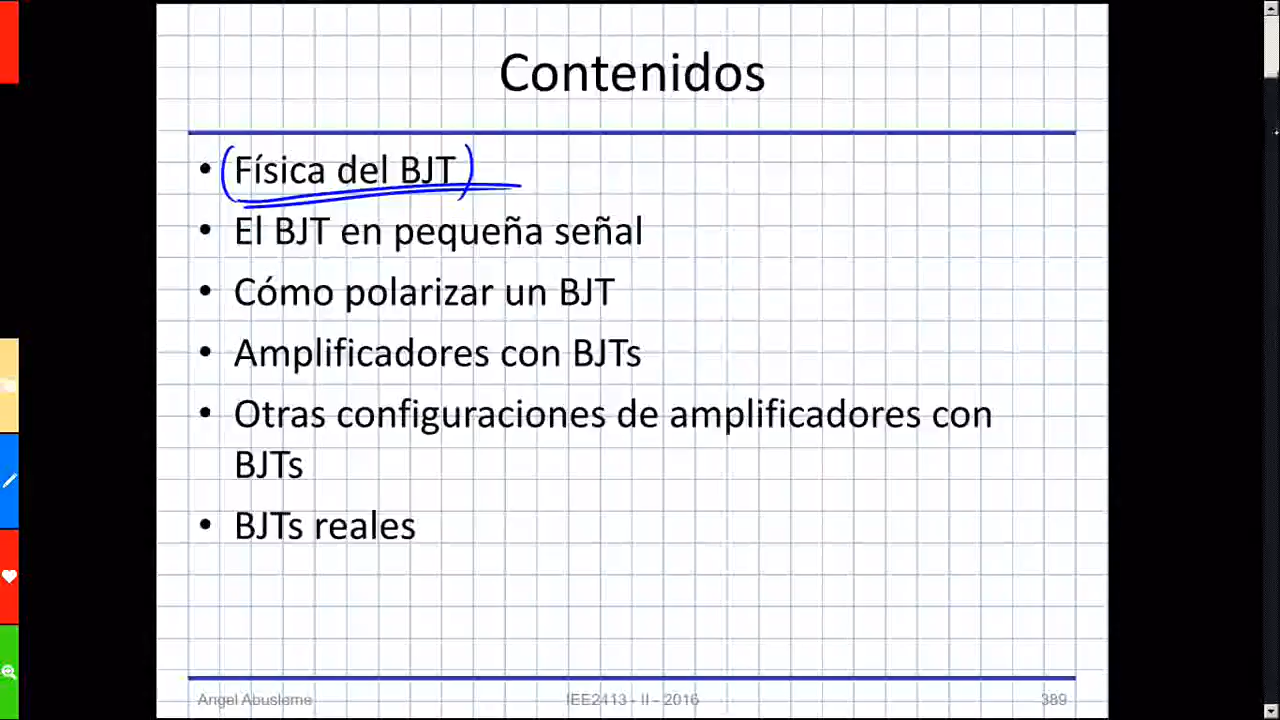 Contenidos
• Física del BJT
• El BJT en pequeña señal
• Cómo polarizar un BJT
• Amplificadores con BJTs
• Otras configuraciones de amplificadores con
BJTs
• BJTs reales
Angel Abusleme IEE2413 - II - 2016 389